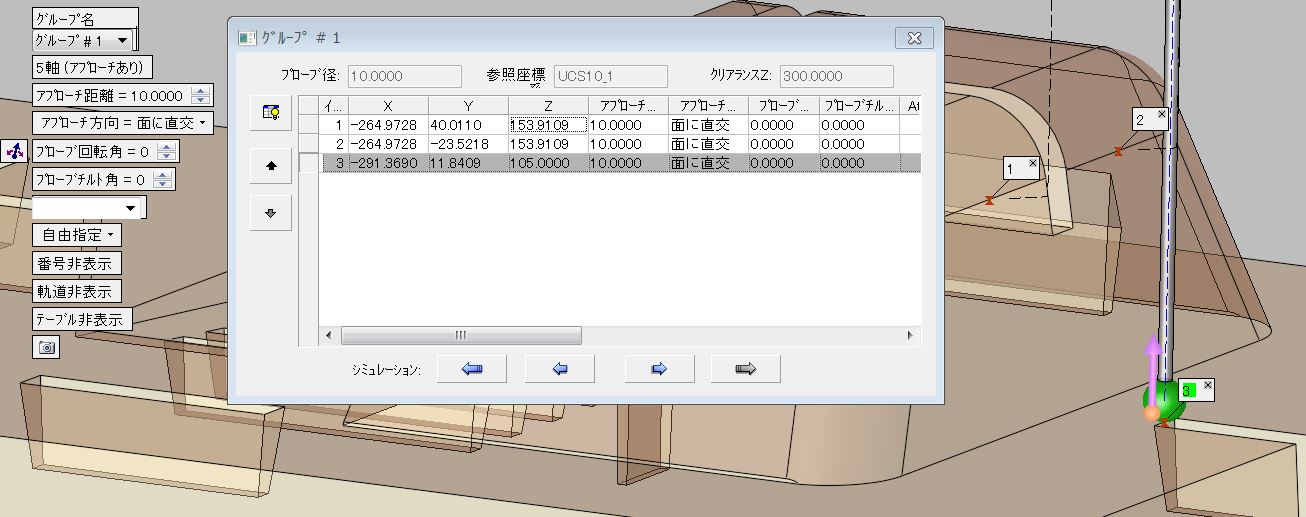 グループ名
グループ#1
5軸(アプローチあり)
アプローチ距離 = 10.0000
アプローチ方向 = 面に直交
プローブ回転角 = 0
プローブチルト角 = 0
自由指定
番号非表示
軌道非表示
テーブル非表示
グループ # 1
プローブ径: 10.0000 参照座標 UCS10_1 クリアランスZ: 300.0000
イ... X Y Z アプローチ... アプローチ... プローブ... プローブチル... At
1 -264.9728 40.0110 153.9109 10.0000 面に直交 0.0000 0.0000
2 -264.9728 -23.5218 153.9109 10.0000 面に直交 0.0000 0.0000
3 -291.3690 11.8409 105.0000 10.0000 面に直交 0.0000 0.0000
シミュレーション:
2
1
3